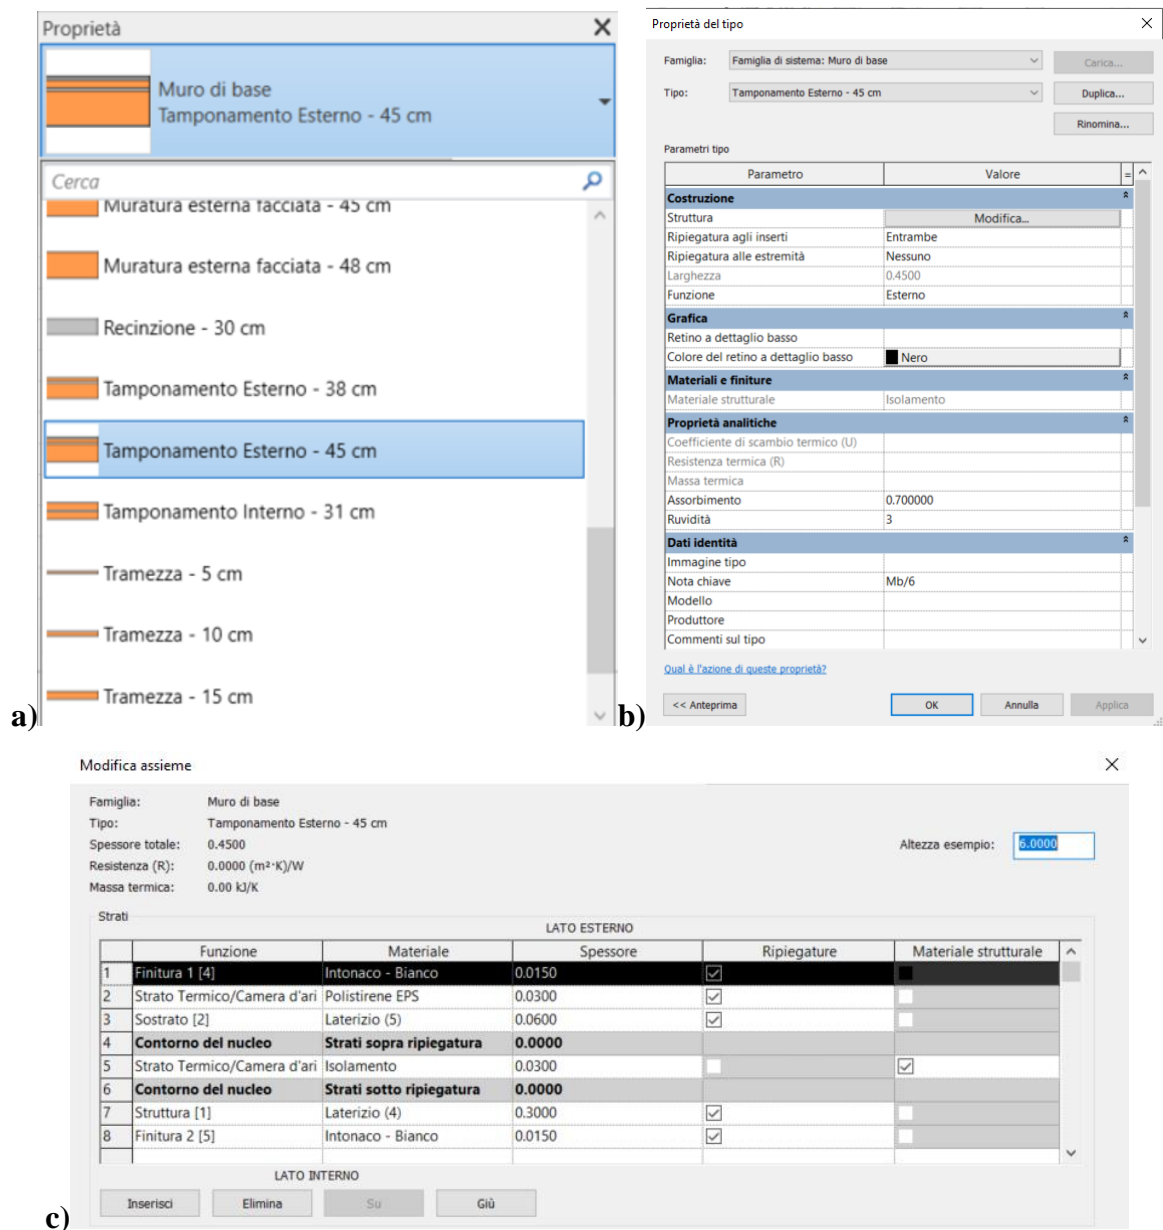 Proprietà
Muro di base
Tamponamento Esterno - 45 cm
Cerca
Muratura esterna facciata - 45 cm
Muratura esterna facciata - 48 cm
Recinzione - 30 cm
Tamponamento Esterno - 38 cm
Tamponamento Esterno - 45 cm
Tamponamento Interno - 31 cm
Tramezza - 5 cm
Tramezza - 10 cm
Tramezza - 15 cm
a)
Proprietà del tipo
Famiglia: Famiglia di sistema: Muro di base Carica...
Tipo: Tamponamento Esterno - 45 cm Duplica...
Rinomina...
Parametri tipo
Parametro Valore =
Costruzione
Struttura Modifica...
Ripiegatura agli inserti Entrambe
Ripiegatura alle estremità Nessuno
Larghezza 0.4500
Funzione Esterno
Grafica
Retino a dettaglio basso
Colore del retino a dettaglio basso Nero
Materiali e finiture
Materiale strutturale Isolamento
Proprietà analitiche
Coefficiente di scambio termico (U)
Resistenza termica (R)
Massa termica
Assorbimento 0.700000
Ruvidità 3
Dati identità
Immagine tipo
Nota chiave Mb/6
Modello
Produttore
Commenti sul tipo
Qual è l'azione di queste proprietà?
<< Anteprima OK Annulla Applica
b)
Modifica assieme
Famiglia: Muro di base
Tipo: Tamponamento Esterno - 45 cm
Spessore totale: 0.4500 Altezza esempio: 6.0000
Resistenza (R): 0.0000 (m²·K)/W
Massa termica: 0.00 kJ/K
Strati
LATO ESTERNO
Funzione Materiale Spessore Ripiegature Materiale strutturale
1 Finitura 1 [4] Intonaco - Bianco 0.0150
2 Strato Termico/Camera d'ari Polistirene EPS 0.0300
3 Sostrato [2] Laterizio (5) 0.0600
4 Contorno del nucleo Strati sopra ripiegatura 0.0000
5 Strato Termico/Camera d'ari Isolamento 0.0300
6 Contorno del nucleo Strati sotto ripiegatura 0.0000
7 Struttura [1] Laterizio (4) 0.3000
8 Finitura 2 [5] Intonaco - Bianco 0.0150
LATO INTERNO
Inserisci Elimina Su Giù
c)